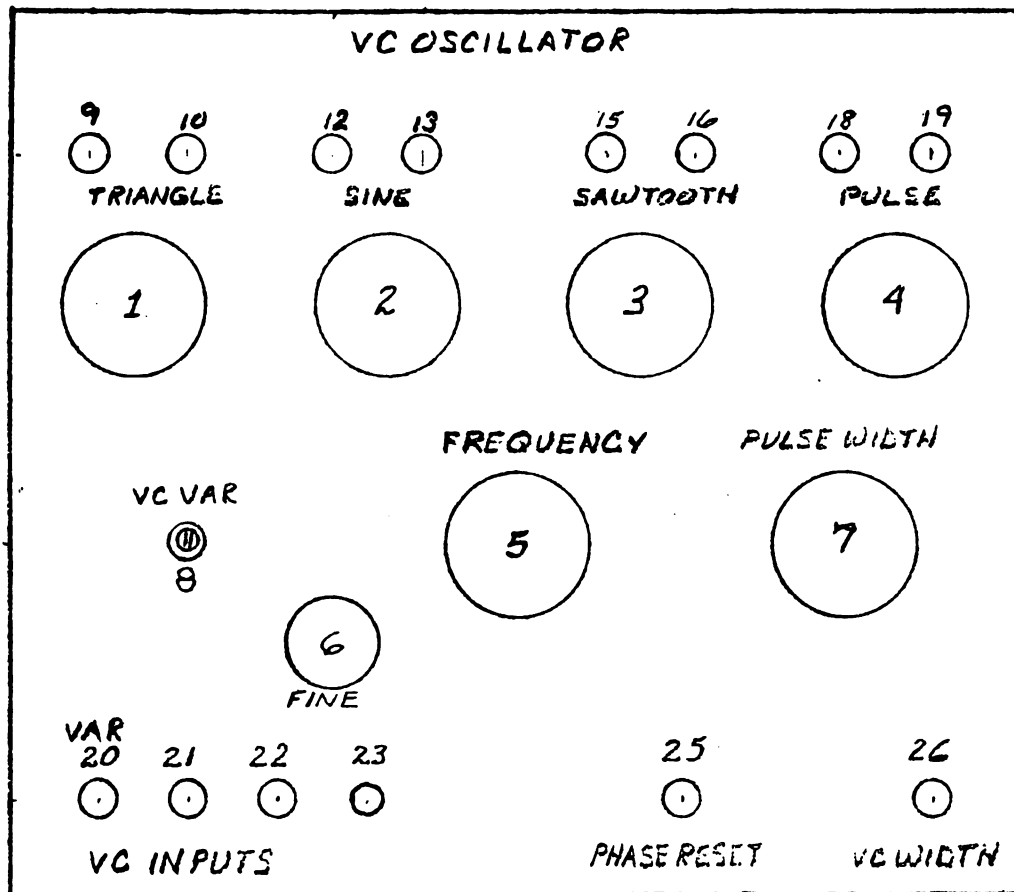 VC OSCILLATOR
9 10 12 13 15 16 18 19
TRIANGLE SINE SAWTOOTH PULSE
1 2 3 4
FREQUENCY PULSE WIDTH
VC VAR
5 7
8
6
FINE
VAR
20 21 22 23 25 26
VC INPUTS PHASE RESET VC WIDTH